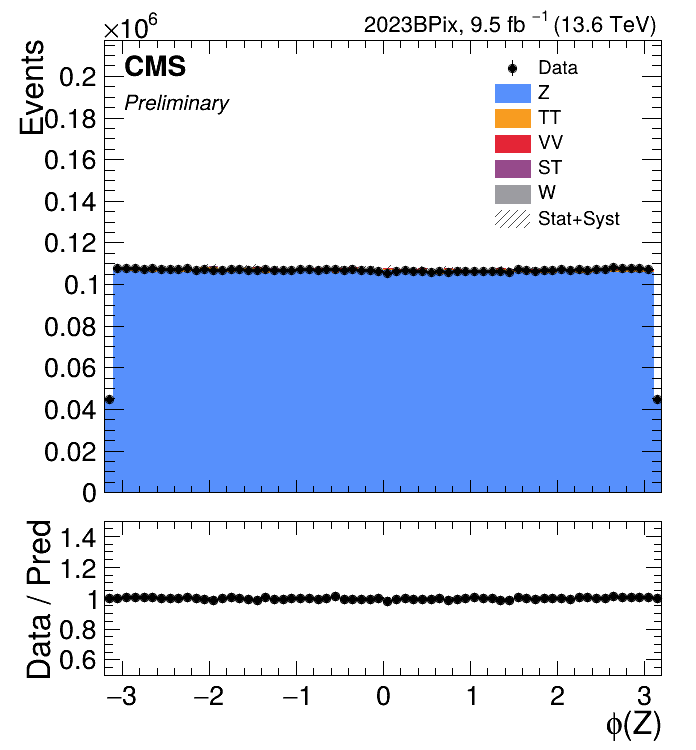 ×10^6
2023BPix, 9.5 fb ^−1 (13.6 TeV)
Events
CMS
Preliminary
Data
Z
TT
VV
ST
W
Stat+Syst
0.2
0.18
0.16
0.14
0.12
0.1
0.08
0.06
0.04
0.02
0
Data / Pred
1.4
1.2
1
0.8
0.6
−3 −2 −1 0 1 2 3
ϕ(Z)